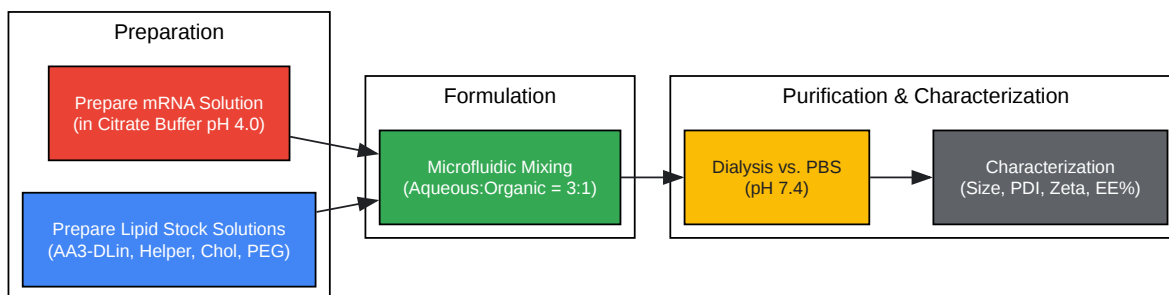 Preparation
Prepare mRNA Solution
(in Citrate Buffer pH 4.0)
Prepare Lipid Stock Solutions
(AA3-DLin, Helper, Chol, PEG)
Formulation
Microfluidic Mixing
(Aqueous:Organic = 3:1)
Purification & Characterization
Dialysis vs. PBS
(pH 7.4)
Characterization
(Size, PDI, Zeta, EE%)